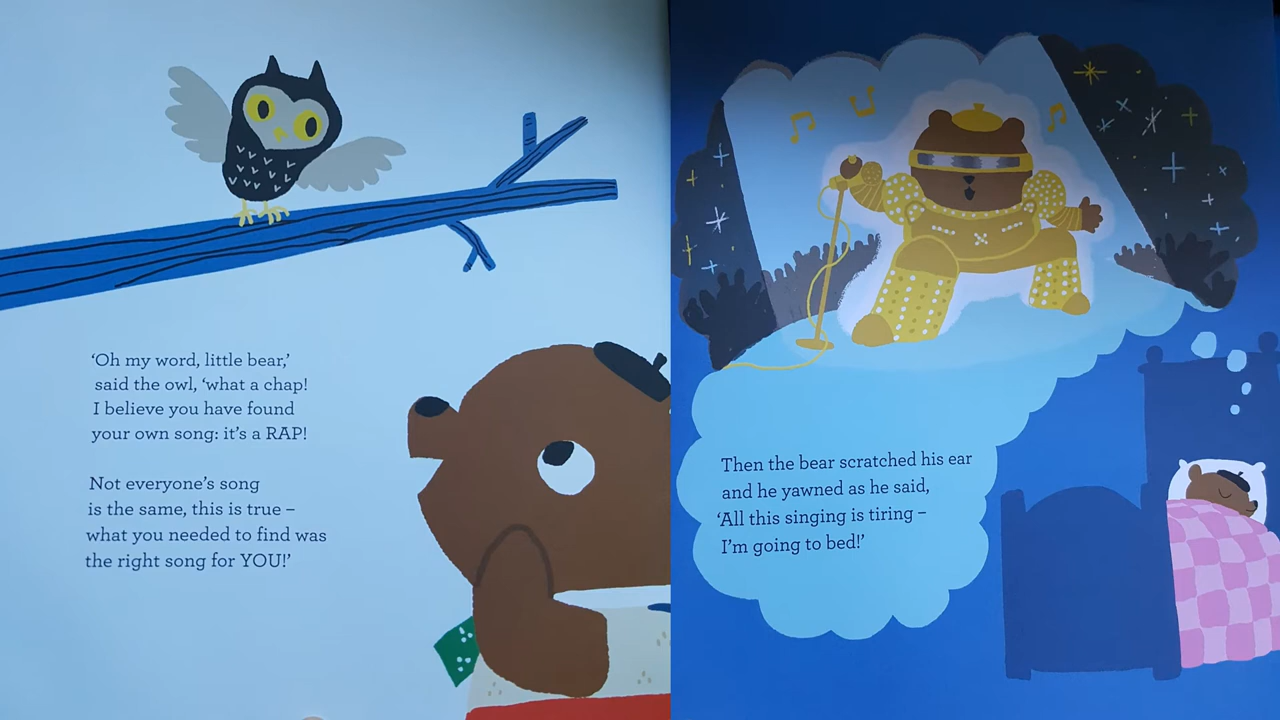 ‘Oh my word, little bear,’
said the owl, ‘what a chap!
I believe you have found
your own song: it’s a RAP!
Not everyone’s song
is the same, this is true –
what you needed to find was
the right song for YOU!’
Then the bear scratched his ear
and he yawned as he said,
‘All this singing is tiring –
I’m going to bed!’